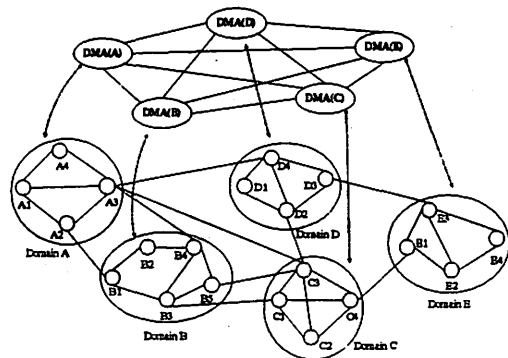 DMA(D)
DMA(A)
DMA(E)
DMA(B)
DMA(C)
A4
A1
A3
A2
Domain A
D4
D1
D3
D2
Domain D
B2
B4
B1
B5
B3
Domain B
C3
C1
C4
C2
Domain C
E3
B1
B4
E2
Domain E